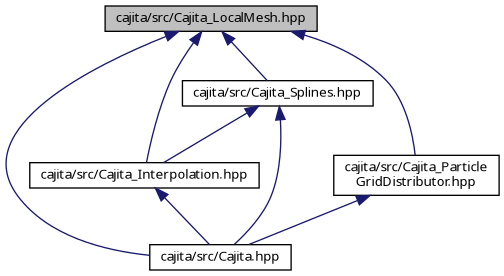 cajita/src/Cajita_LocalMesh.hpp
cajita/src/Cajita_Splines.hpp
cajita/src/Cajita_Interpolation.hpp
cajita/src/Cajita_Particle
GridDistributor.hpp
cajita/src/Cajita.hpp